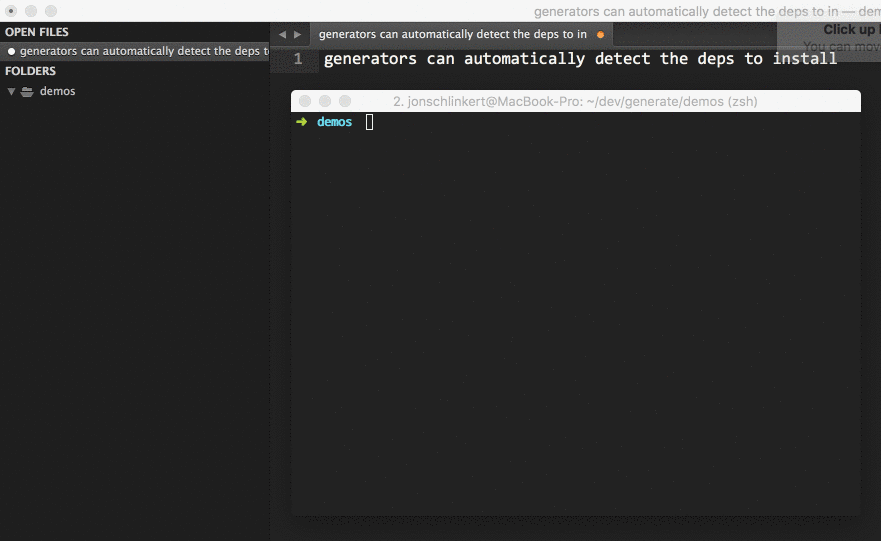 generators can automatically detect the deps to in — dem
OPEN FILES
generators can automatically detect the deps to
FOLDERS
demos
generators can automatically detect the deps to in
Click up
You can mov
1 generators can automatically detect the deps to install
2. jonschlinkert@MacBook-Pro: ~/dev/generate/demos (zsh)
➜ demos